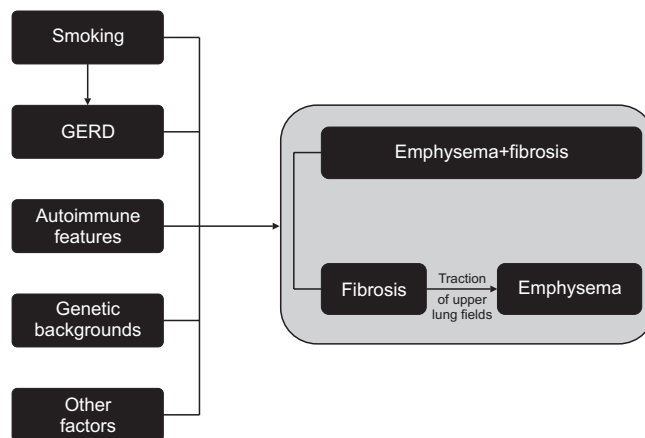 Smoking
GERD
Autoimmune
features
Genetic
backgrounds
Other
factors
Emphysema+fibrosis
Fibrosis
Traction
of upper
lung fields
Emphysema